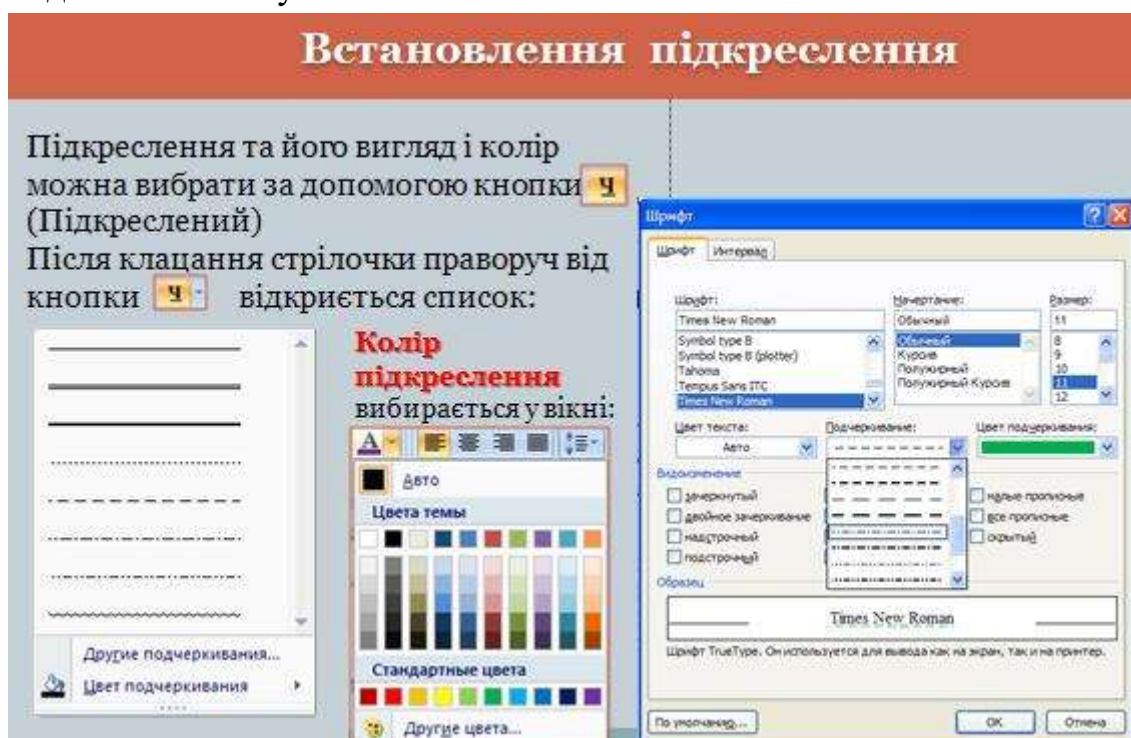 Встановлення підкреслення
Підкреслення та його вигляд і колір
можна вибрати за допомогою кнопки Ч
(Підкреслений)
Після клацання стрілочки праворуч від
кнопки Ч відкриється список:
Другие подчеркивания...
Цвет подчеркивания
Колір
підкреслення
вибирається у вікні:
А
Авто
Цвета темы
Стандартные цвета
Другие цвета...
Шрифт
Шрифт Интервал
Шрифт: Начертание: Размер:
Times New Roman Обычный 11
Symbol type B Обычный 8
Symbol type B (plotter) Курсив 9
Tahoma Полужирный 10
Tempus Sans ITC Полужирный Курсив 11
Times New Roman 12
Цвет текста: Подчеркивание: Цвет подчеркивания:
Авто
Видоизменение
зачеркнутый малые прописные
двойное зачеркивание все прописные
надстрочный скрытый
подстрочный
Образец
Times New Roman
Шрифт TrueType. Он используется для вывода как на экран, так и на принтер.
По умолчанию... ОК Отмена